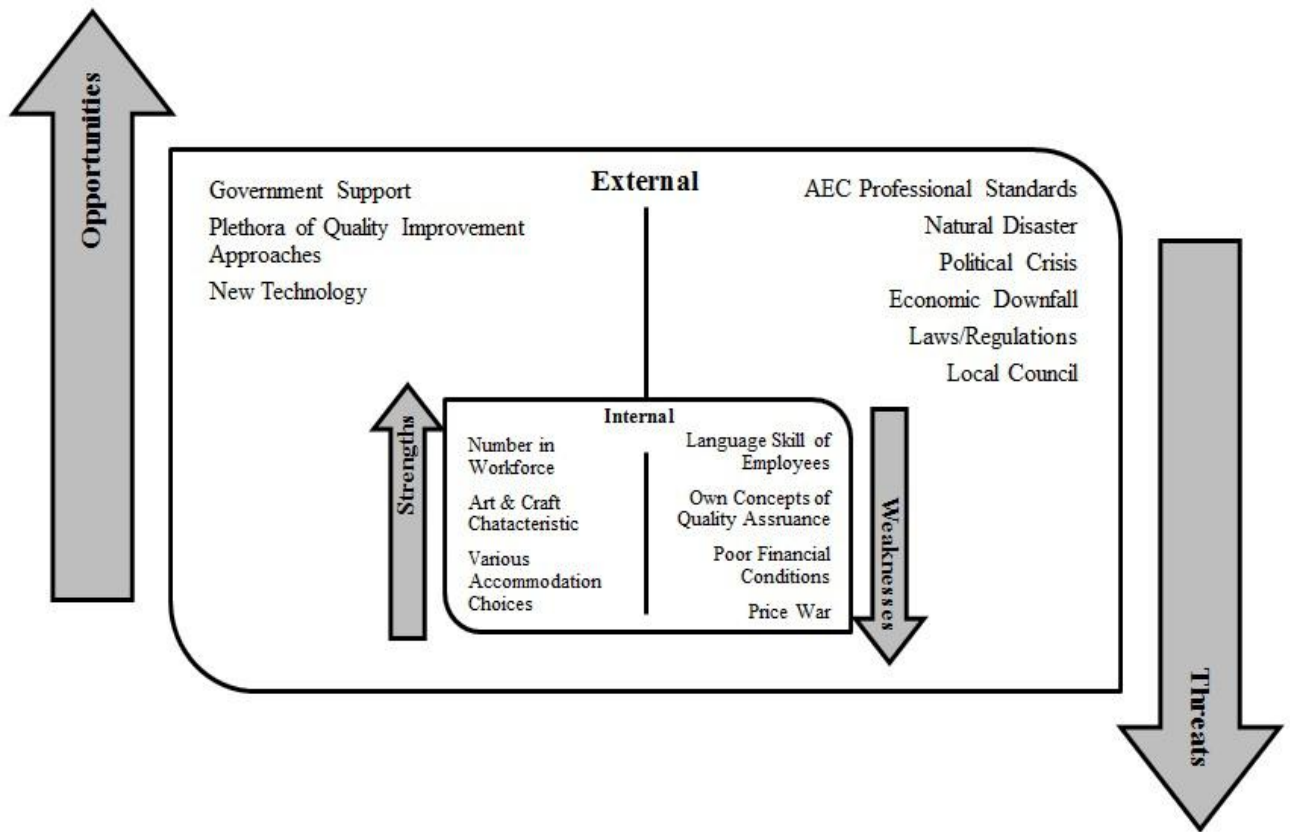 Opportunities
External
Government Support
Plethora of Quality Improvement
Approaches
New Technology
AEC Professional Standards
Natural Disaster
Political Crisis
Economic Downfall
Laws/Regulations
Local Council
Strengths
Internal
Number in
Workforce
Art & Craft
Chatacteristic
Various
Accommodation
Choices
Language Skill of
Employees
Own Concepts of
Quality Assruance
Poor Financial
Conditions
Price War
Weaknesses
Threats